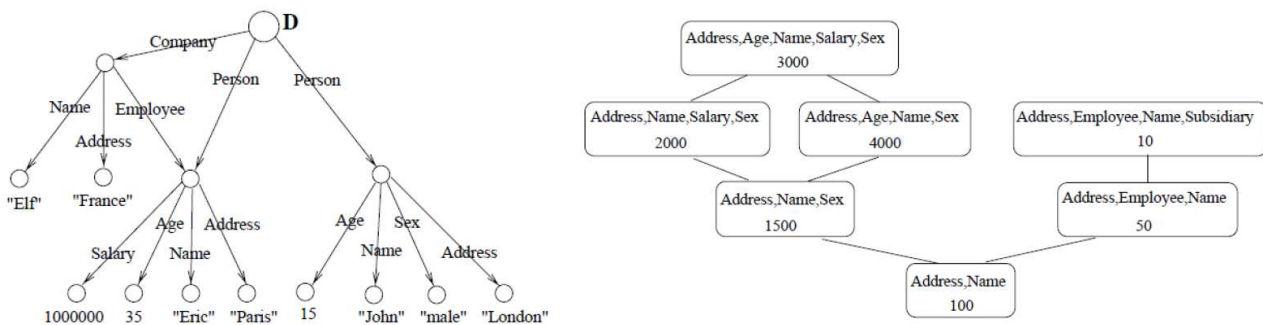 D
Company
Person
Person
Name
Employee
Address
"Elf"
"France"
Salary
Age
Name
Address
Age
Name
Sex
Address
1000000
35
"Eric"
"Paris"
15
"John"
"male"
"London"
Address,Age,Name,Salary,Sex
3000
Address,Name,Salary,Sex
2000
Address,Age,Name,Sex
4000
Address,Employee,Name,Subsidiary
10
Address,Name,Sex
1500
Address,Employee,Name
50
Address,Name
100